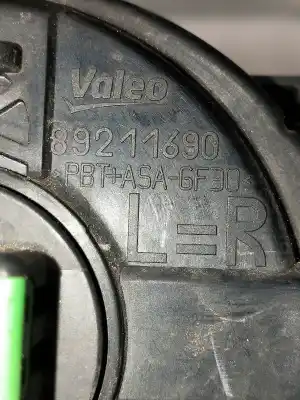 Valeo
89211690
PBT+ASA-GF30
L=R